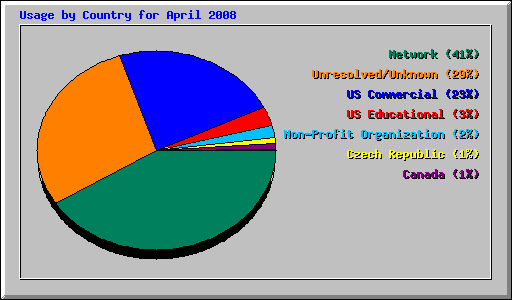 Usage by Country for April 2008
Network (41%)
Unresolved/Unknown (29%)
US Commercial (23%)
US Educational (3%)
Non-Profit Organization (2%)
Czech Republic (1%)
Canada (1%)